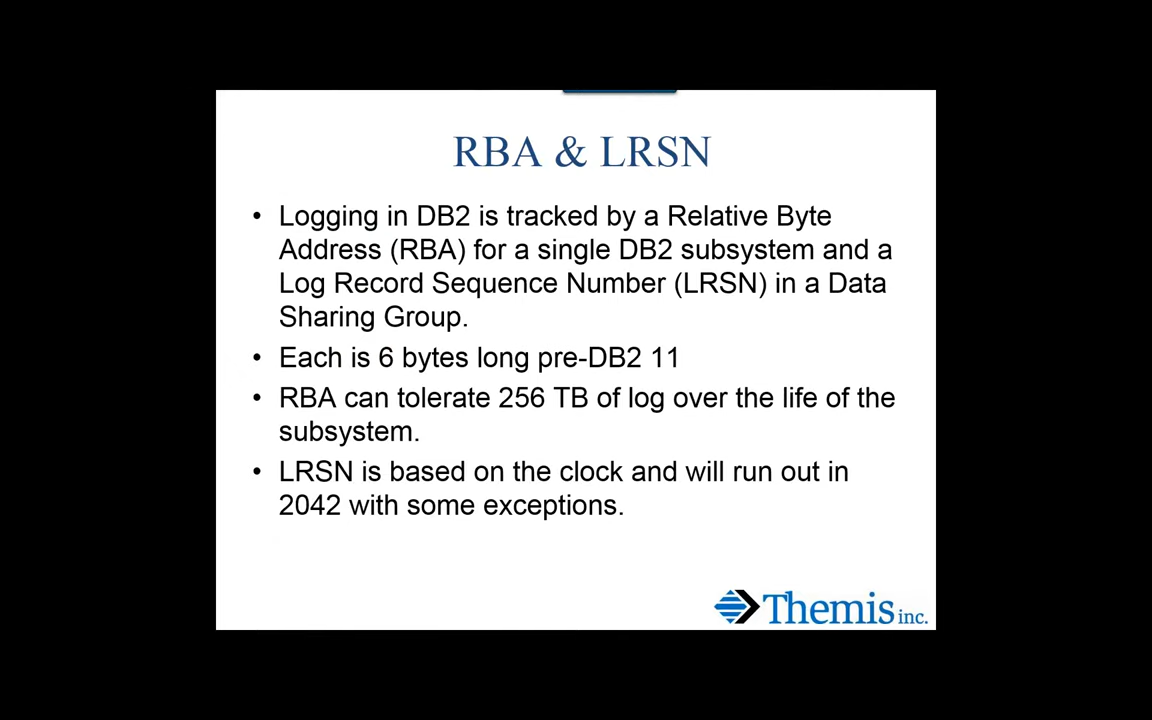 RBA & LRSN
• Logging in DB2 is tracked by a Relative Byte
Address (RBA) for a single DB2 subsystem and a
Log Record Sequence Number (LRSN) in a Data
Sharing Group.
• Each is 6 bytes long pre-DB2 11
• RBA can tolerate 256 TB of log over the life of the
subsystem.
• LRSN is based on the clock and will run out in
2042 with some exceptions.
Themis inc.